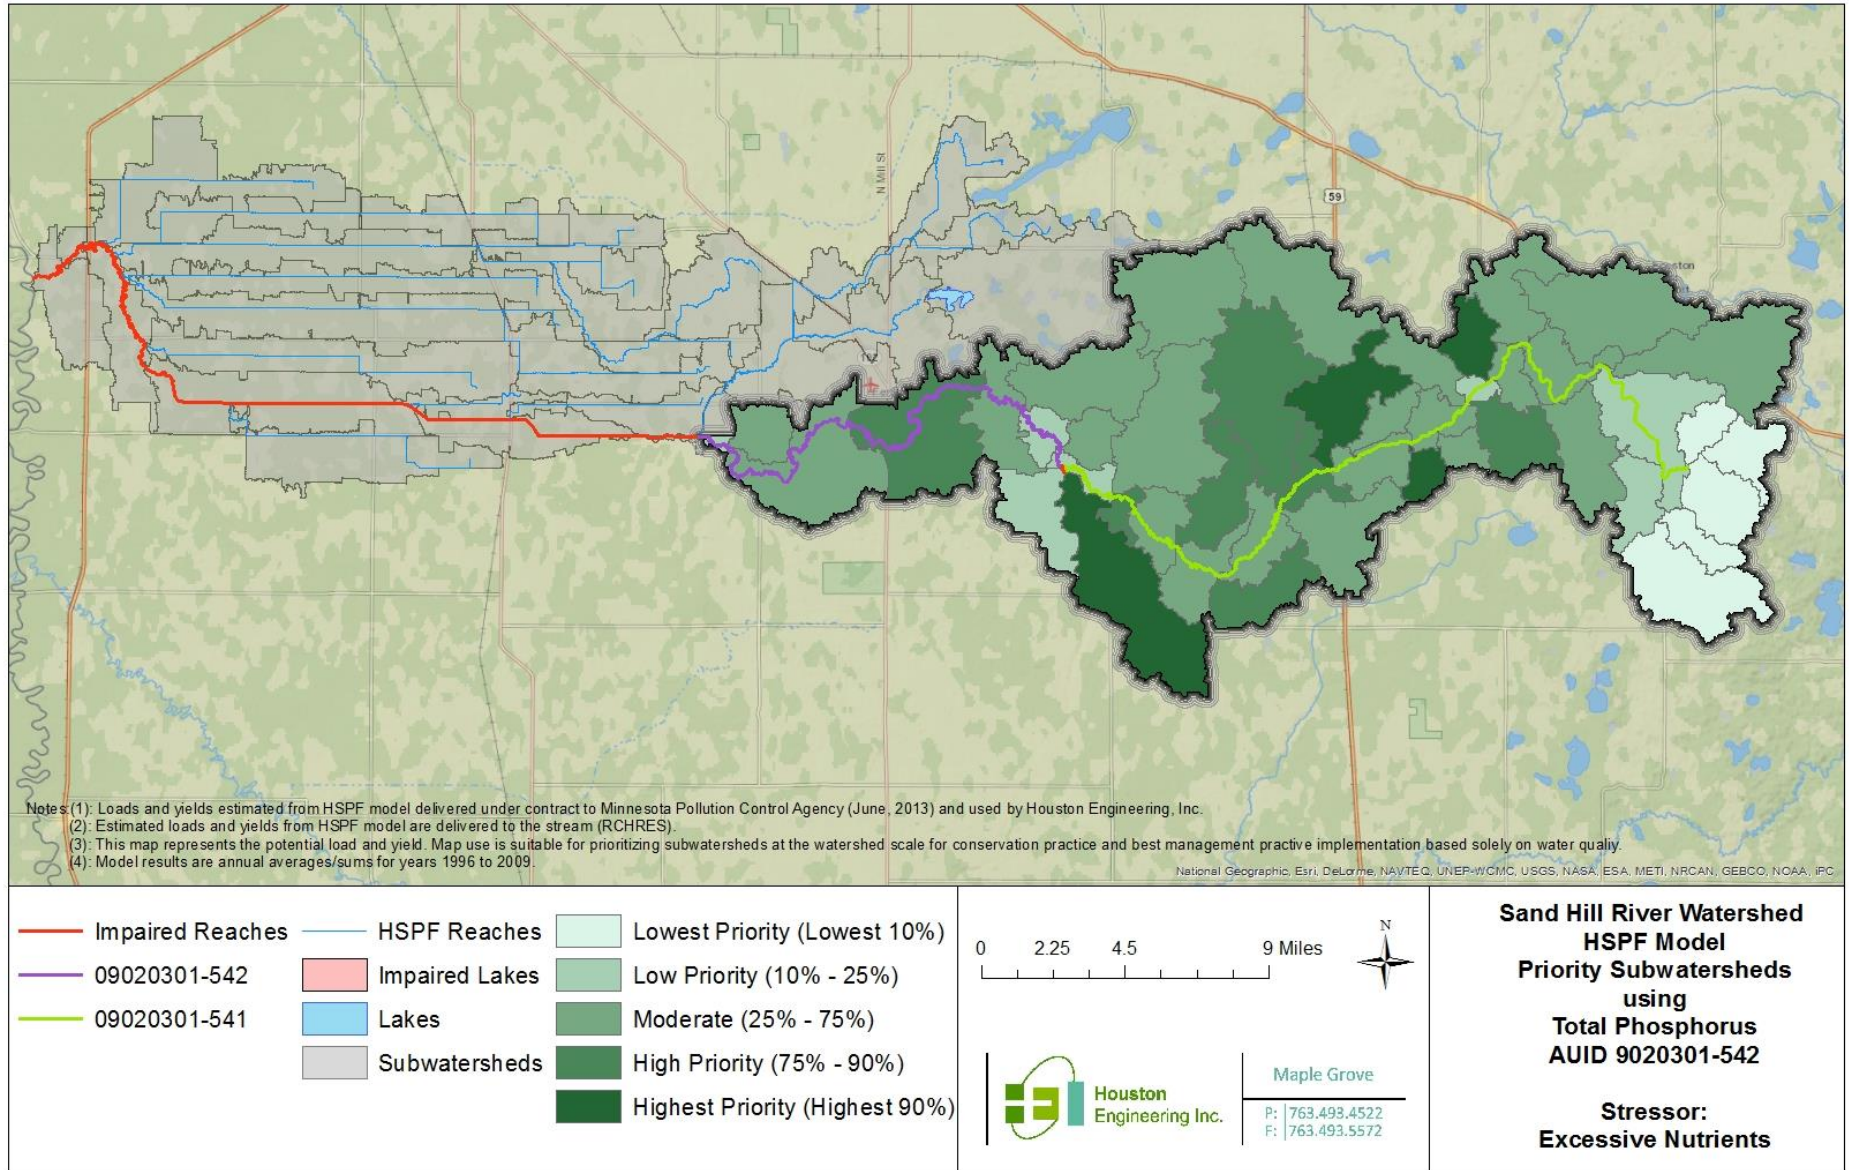 N Mill St
59
ston
Notes:(1): Loads and yields estimated from HSPF model delivered under contract to Minnesota Pollution Control Agency (June, 2013) and used by Houston Engineering, Inc.
(2): Estimated loads and yields from HSPF model are delivered to the stream (RCHRES).
(3): This map represents the potential load and yield. Map use is suitable for prioritizing subwatersheds at the watershed scale for conservation practice and best management practive implementation based solely on water qualiy.
(4): Model results are annual averages/sums for years 1996 to 2009.
National Geographic, Esri, DeLorme, NAVTEQ, UNEP-WCMC, USGS, NASA, ESA, METI, NRCAN, GEBCO, NOAA, iPC
Impaired Reaches
09020301-542
09020301-541
HSPF Reaches
Impaired Lakes
Lakes
Subwatersheds
Lowest Priority (Lowest 10%)
Low Priority (10% - 25%)
Moderate (25% - 75%)
High Priority (75% - 90%)
Highest Priority (Highest 90%)
0 2.25 4.5 9 Miles
N
Houston
Engineering Inc.
Maple Grove
P: 763.493.4522
F: 763.493.5572
Sand Hill River Watershed
HSPF Model
Priority Subwatersheds
using
Total Phosphorus
AUID 9020301-542
Stressor:
Excessive Nutrients